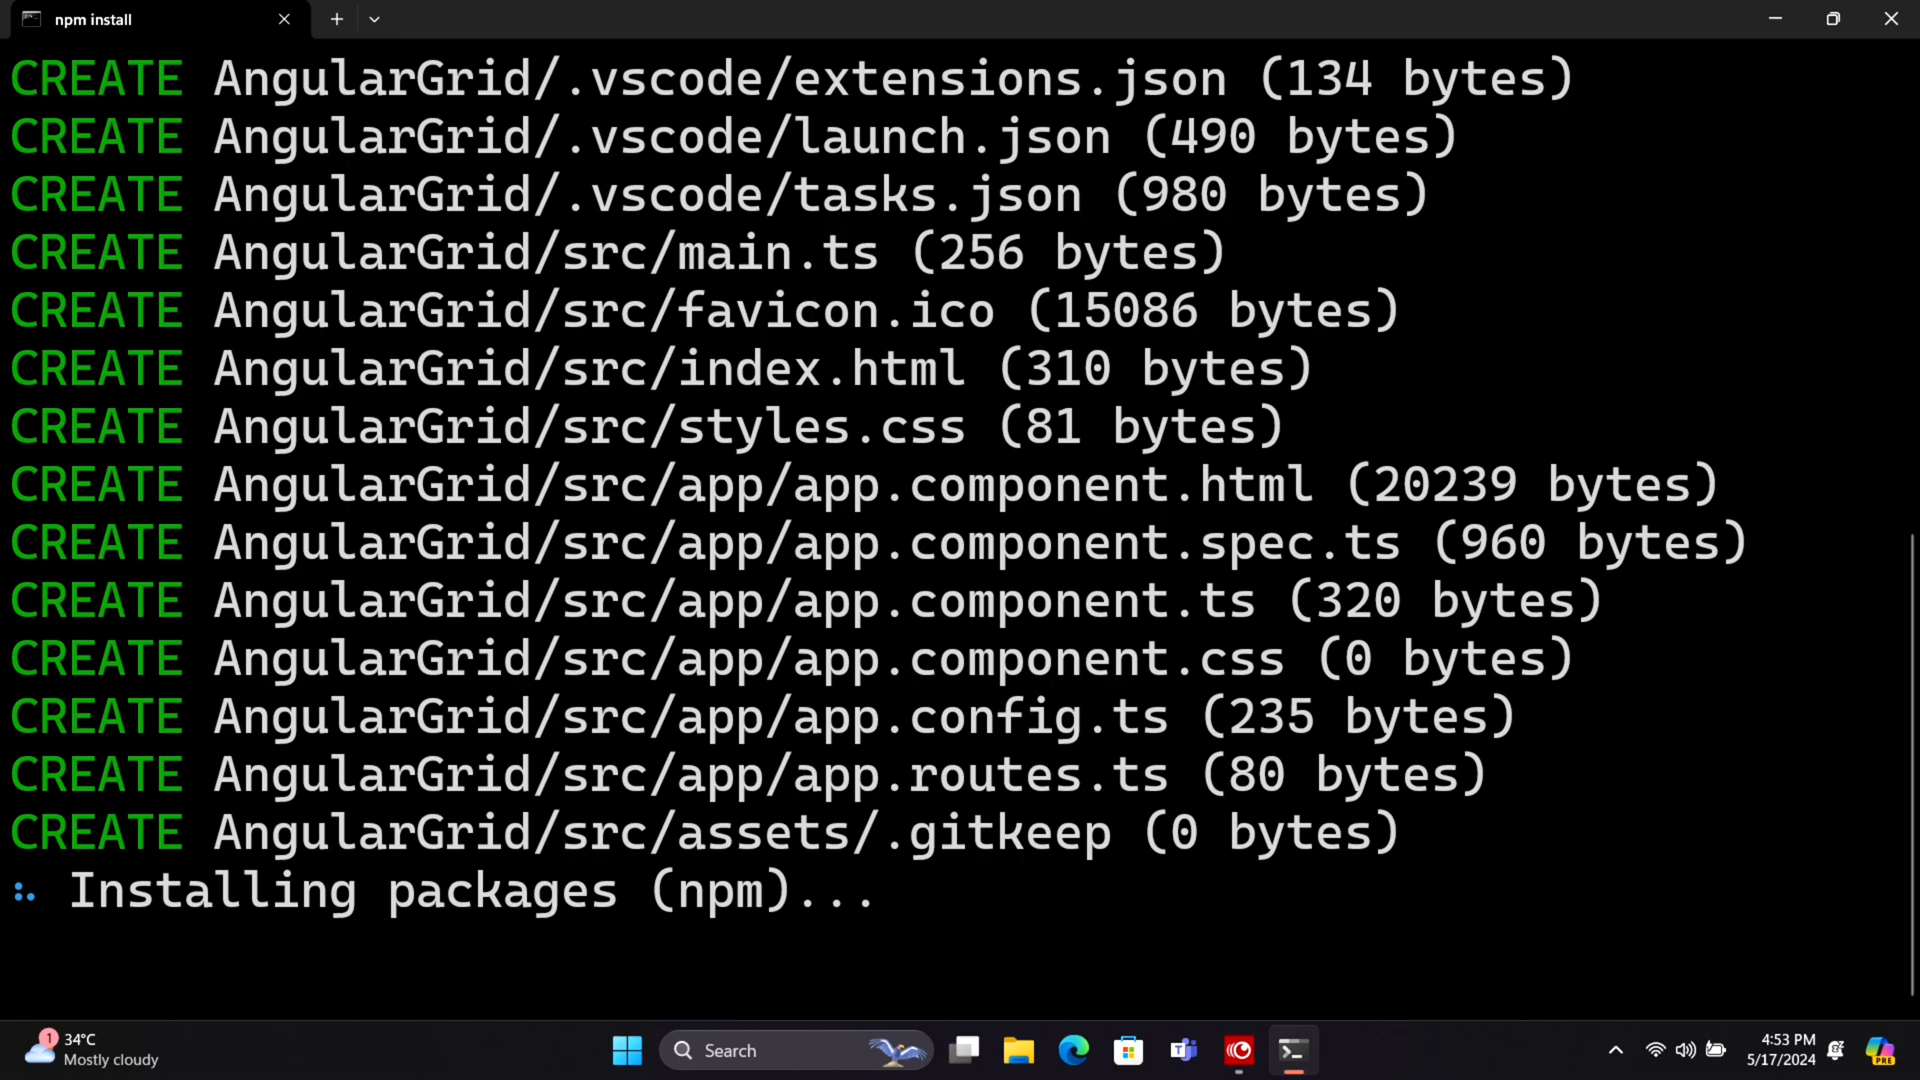 npm install
CREATE AngularGrid/.vscode/extensions.json (134 bytes)
CREATE AngularGrid/.vscode/launch.json (490 bytes)
CREATE AngularGrid/.vscode/tasks.json (980 bytes)
CREATE AngularGrid/src/main.ts (256 bytes)
CREATE AngularGrid/src/favicon.ico (15086 bytes)
CREATE AngularGrid/src/index.html (310 bytes)
CREATE AngularGrid/src/styles.css (81 bytes)
CREATE AngularGrid/src/app/app.component.html (20239 bytes)
CREATE AngularGrid/src/app/app.component.spec.ts (960 bytes)
CREATE AngularGrid/src/app/app.component.ts (320 bytes)
CREATE AngularGrid/src/app/app.component.css (0 bytes)
CREATE AngularGrid/src/app/app.config.ts (235 bytes)
CREATE AngularGrid/src/app/app.routes.ts (80 bytes)
CREATE AngularGrid/src/assets/.gitkeep (0 bytes)
Installing packages (npm)...
1
34°C
Mostly cloudy
Search
4:53 PM
5/17/2024
PRE